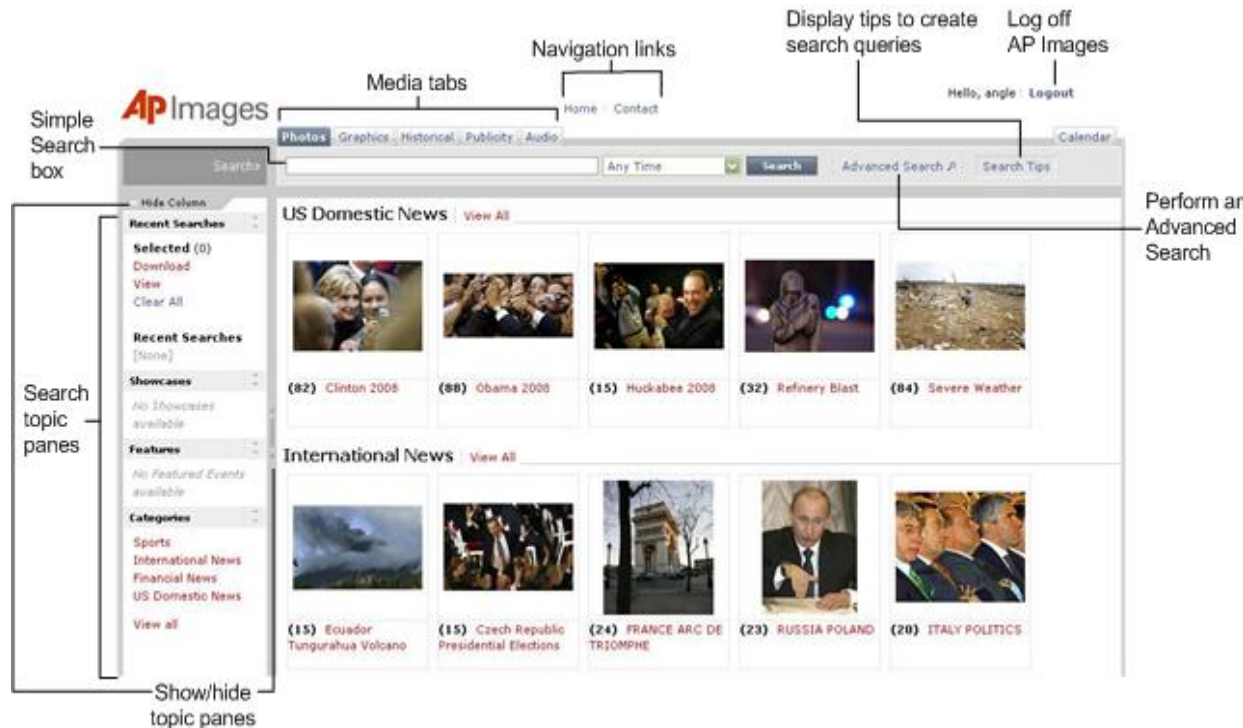 Display tips to create
search queries
Log off
AP Images
Navigation links
Media tabs
AP Images
Home Contact
Hello, angle Logout
Simple
Search
box
Photos Graphics Historical Publicity Audio
Calendar
Search
Any Time
Search
Advanced Search
Search Tips
Perform an
Advanced
Search
Hide Column
Recent Searches
Selected (0)
Download
View
Clear All
Recent Searches
[None]
Showcases
No Showcases
available
Features
No Featured Events
available
Categories
Sports
International News
Financial News
US Domestic News
View all
Search
topic
panes
Show/hide
topic panes
US Domestic News View All
(82) Clinton 2008
(88) Obama 2008
(15) Huckabee 2008
(32) Refinery Blast
(84) Severe Weather
International News View All
(15) Ecuador
Tungurahua Volcano
(15) Czech Republic
Presidential Elections
(24) FRANCE ARC DE
TRIOMPHE
(23) RUSSIA POLAND
(20) ITALY POLITICS